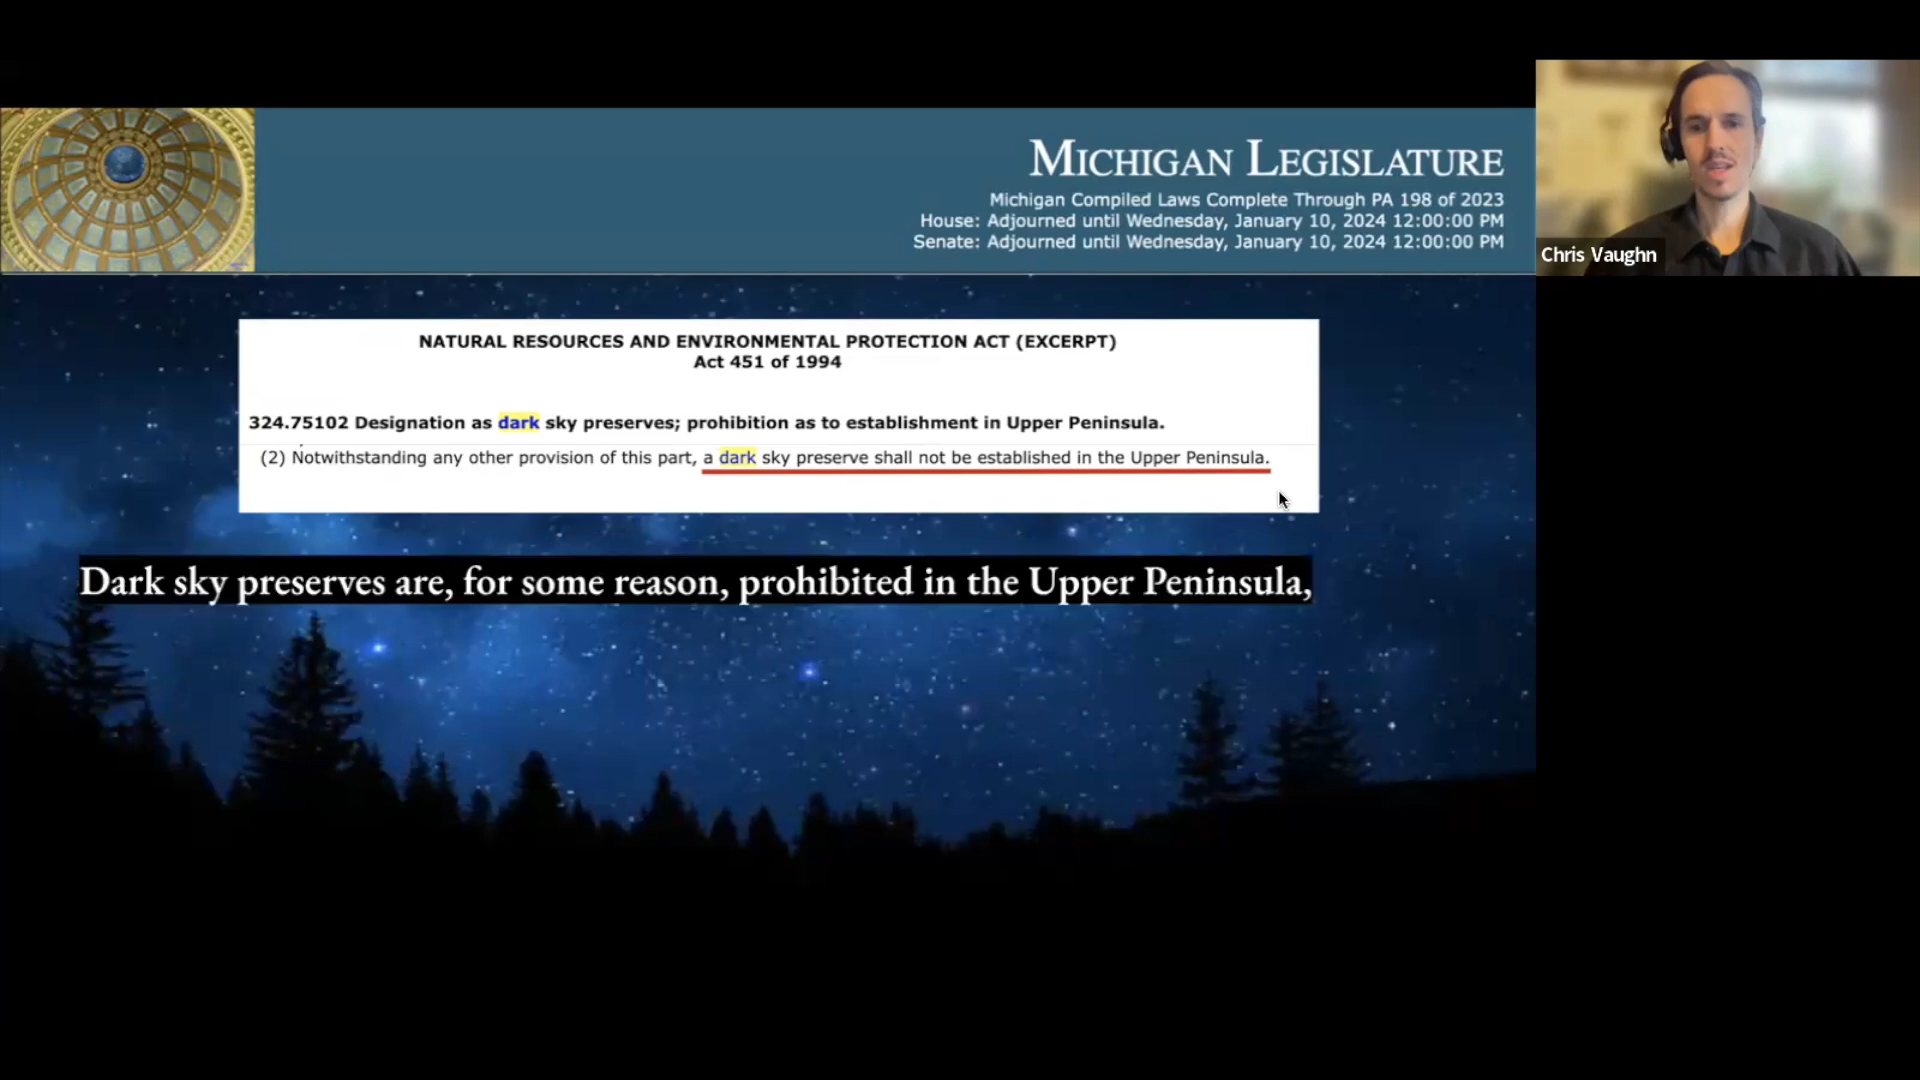 MICHIGAN LEGISLATURE
Michigan Compiled Laws Complete Through PA 198 of 2023
House: Adjourned until Wednesday, January 10, 2024 12:00:00 PM
Senate: Adjourned until Wednesday, January 10, 2024 12:00:00 PM
Chris Vaughn
NATURAL RESOURCES AND ENVIRONMENTAL PROTECTION ACT (EXCERPT)
Act 451 of 1994
324.75102 Designation as dark sky preserves; prohibition as to establishment in Upper Peninsula.
(2) Notwithstanding any other provision of this part, a dark sky preserve shall not be established in the Upper Peninsula.
Dark sky preserves are, for some reason, prohibited in the Upper Peninsula,